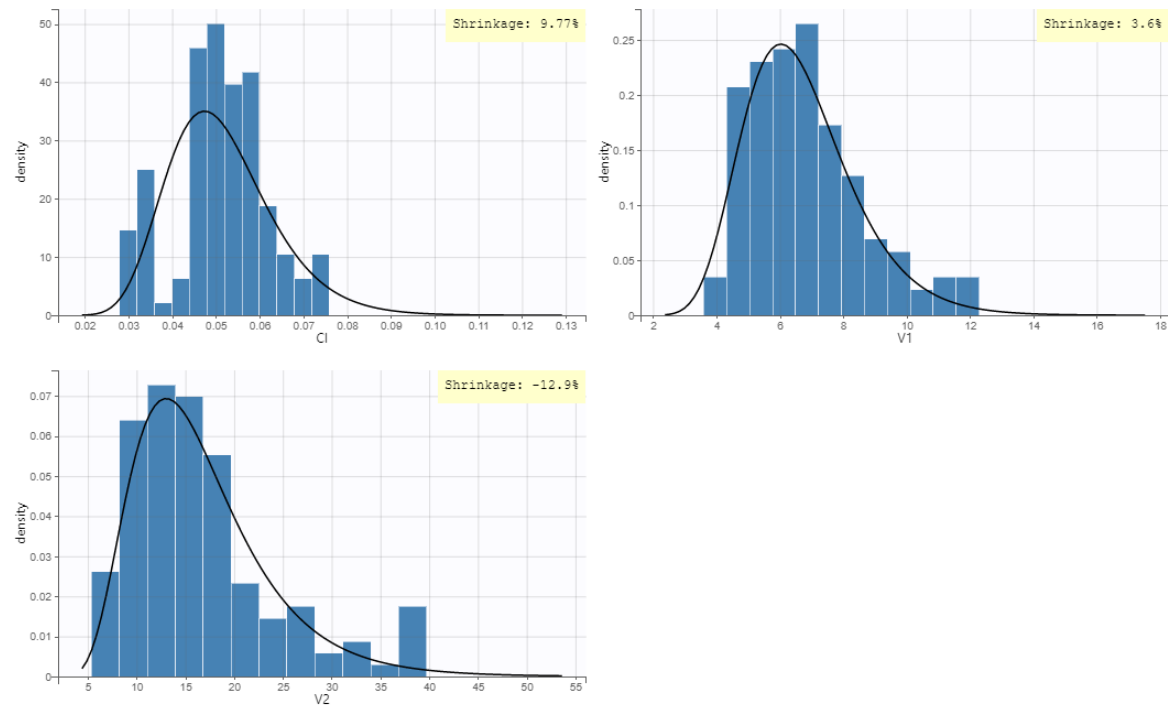 Shrinkage: 9.77%
50
40
30
20
10
0
density
0.02 0.03 0.04 0.05 0.06 0.07 0.08 0.09 0.10 0.11 0.12 0.13
Cl
Shrinkage: 3.6%
0.25
0.2
0.15
0.1
0.05
0
density
2 4 6 8 10 12 14 16 18
V1
Shrinkage: -12.9%
0.07
0.06
0.05
0.04
0.03
0.02
0.01
0
density
5 10 15 20 25 30 35 40 45 50 55
V2